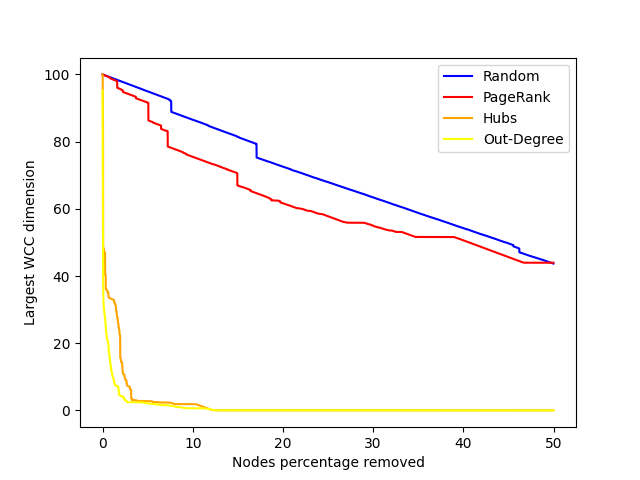 Random
PageRank
Hubs
Out-Degree
Largest WCC dimension
100
80
60
40
20
0
0 10 20 30 40 50
Nodes percentage removed